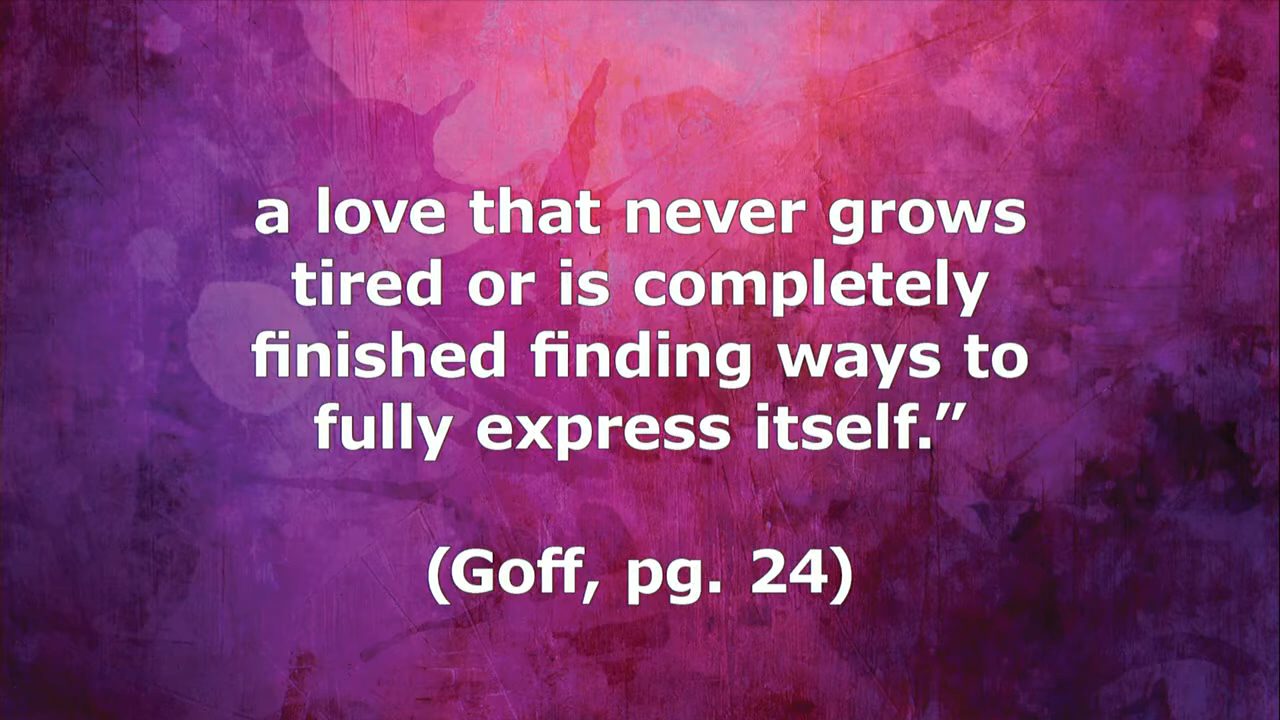 a love that never grows
tired or is completely
finished finding ways to
fully express itself.”
(Goff, pg. 24)